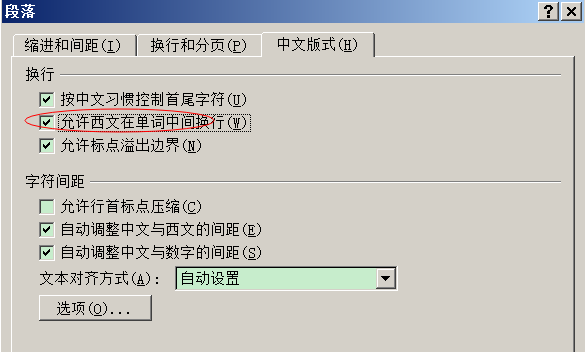 段落
缩进和间距(I) 换行和分页(P) 中文版式(H)
换行
按中文习惯控制首尾字符(U)
允许西文在单词中间换行(W)
允许标点溢出边界(N)
字符间距
允许行首标点压缩(C)
自动调整中文与西文的间距(E)
自动调整中文与数字的间距(S)
文本对齐方式(A): 自动设置
选项(O)...